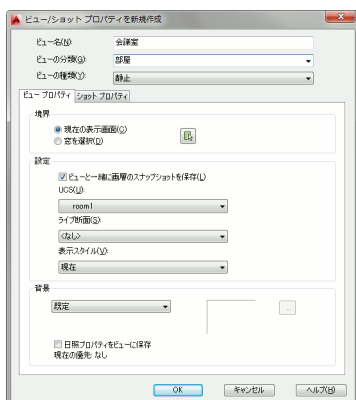 ビュー/ショット プロパティを新規作成
ビュー名(N): 会議室
ビューの分類(G): 部屋
ビューの種類(Y): 静止
ビュー プロパティ ショット プロパティ
境界
現在の表示画面(C)
窓を選択(D)
設定
ビューと一緒に画層のスナップショットを保存(L)
UCS(U):
room1
ライブ断面(S):
<なし>
表示スタイル(V):
現在
背景
既定 ...
日照プロパティをビューに保存
現在の優先: なし
OK キャンセル ヘルプ(H)